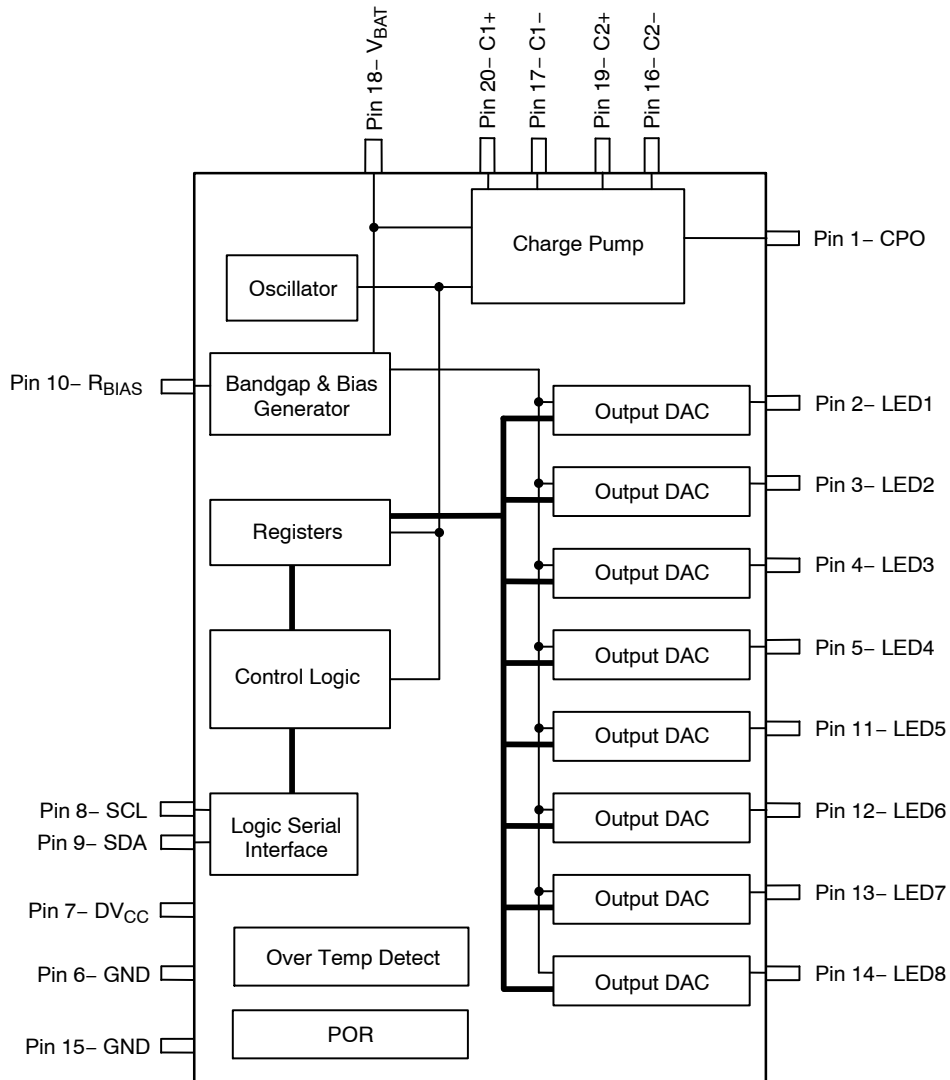 Pin 18– VBAT
Pin 20– C1+
Pin 17– C1–
Pin 19– C2+
Pin 16– C2–
Charge Pump
Pin 1– CPO
Oscillator
Pin 10– RBIAS
Bandgap & Bias
Generator
Output DAC
Pin 2– LED1
Output DAC
Pin 3– LED2
Registers
Output DAC
Pin 4– LED3
Output DAC
Pin 5– LED4
Control Logic
Output DAC
Pin 11– LED5
Pin 8– SCL
Pin 9– SDA
Logic Serial
Interface
Output DAC
Pin 12– LED6
Output DAC
Pin 13– LED7
Pin 7– DVCC
Over Temp Detect
Pin 6– GND
Output DAC
Pin 14– LED8
POR
Pin 15– GND